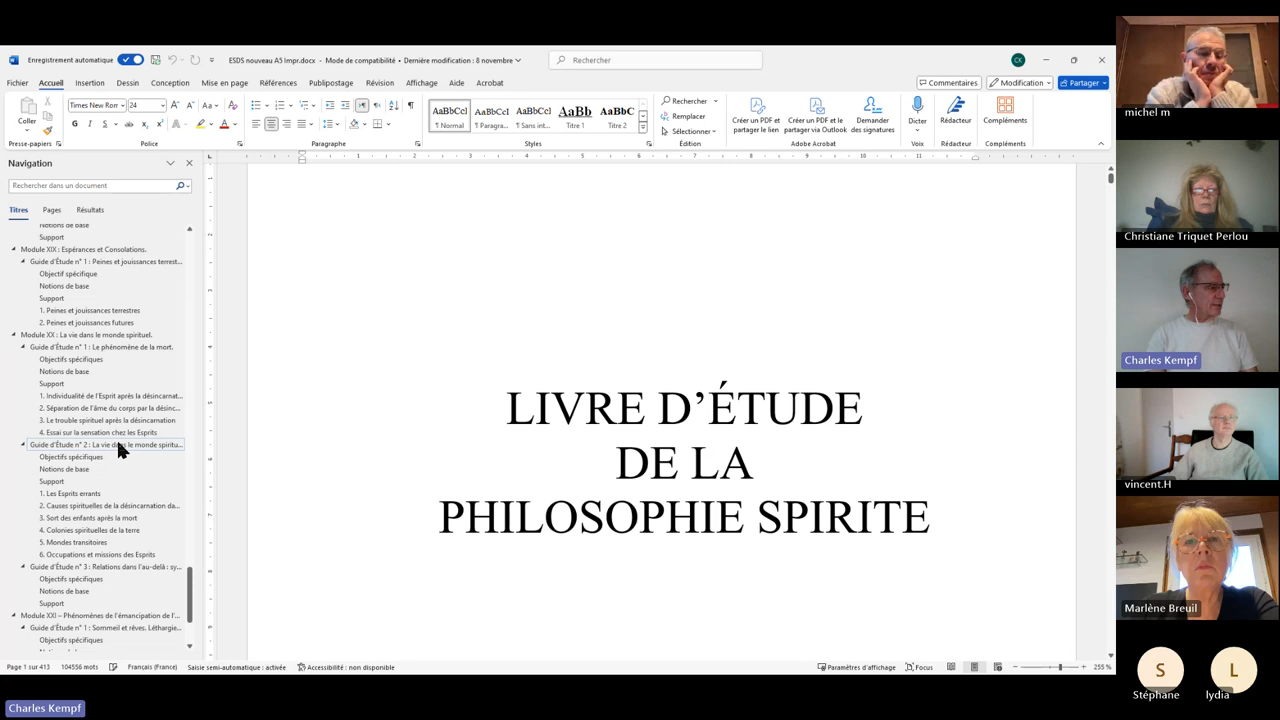 Enregistrement automatique
ESDS nouveau A5 Impr.docx - Mode de compatibilité • Dernière modification : 8 novembre
Rechercher
CK
Fichier Accueil Insertion Dessin Conception Mise en page Références Publipostage Révision Affichage Aide Acrobat
Commentaires Modification Partager
Coller
Presse-papiers
Times New Rom 24
G I S ab x₂ x²
Police
Paragraphe
AaBbCcI AaBbCcI AaBbCcI AaBb AaBbC
¶ Normal ¶ Paragra... ¶ Sans int... Titre 1 Titre 2
Styles
Rechercher
Remplacer
Sélectionner
Édition
Créer un PDF et partager le lien
Créer un PDF et partager via Outlook
Demander des signatures
Adobe Acrobat
Dicter
Voix
Rédacteur
Rédacteur
Compléments
Compléments
Navigation
Rechercher dans un document
Titres Pages Résultats
Notions de base
Support
Module XIX : Espérances et Consolations.
Guide d'Étude n° 1 : Peines et jouissances terrest...
Objectif spécifique
Notions de base
Support
1. Peines et jouissances terrestres
2. Peines et jouissances futures
Module XX : La vie dans le monde spirituel.
Guide d'Étude n° 1 : Le phénomène de la mort.
Objectifs spécifiques
Notions de base
Support
1. Individualité de l'Esprit après la désincarnat...
2. Séparation de l'âme du corps par la désinc...
3. Le trouble spirituel après la désincarnation
4. Essai sur la sensation chez les Esprits
Guide d'Étude n° 2 : La vie dans le monde spiritu...
Objectifs spécifiques
Notions de base
Support
1. Les Esprits errants
2. Causes spirituelles de la désincarnation da...
3. Sort des enfants après la mort
4. Colonies spirituelles de la terre
5. Mondes transitoires
6. Occupations et missions des Esprits
Guide d'Étude n° 3 : Relations dans l'au-delà : sy...
Objectifs spécifiques
Notions de base
Support
Module XXI – Phénomènes de l'émancipation de l'...
Guide d'Étude n° 1 : Sommeil et rêves. Léthargie...
Objectifs spécifiques
LIVRE D'ÉTUDE
DE LA
PHILOSOPHIE SPIRITE
Page 1 sur 413 104556 mots Français (France) Saisie semi-automatique : activée Accessibilité : non disponible
Paramètres d'affichage Focus 255 %
michel m
Christiane Triquet Perlou
Charles Kempf
vincent.H
Marlène Breuil
S
Stéphane
L
lydia
Charles Kempf